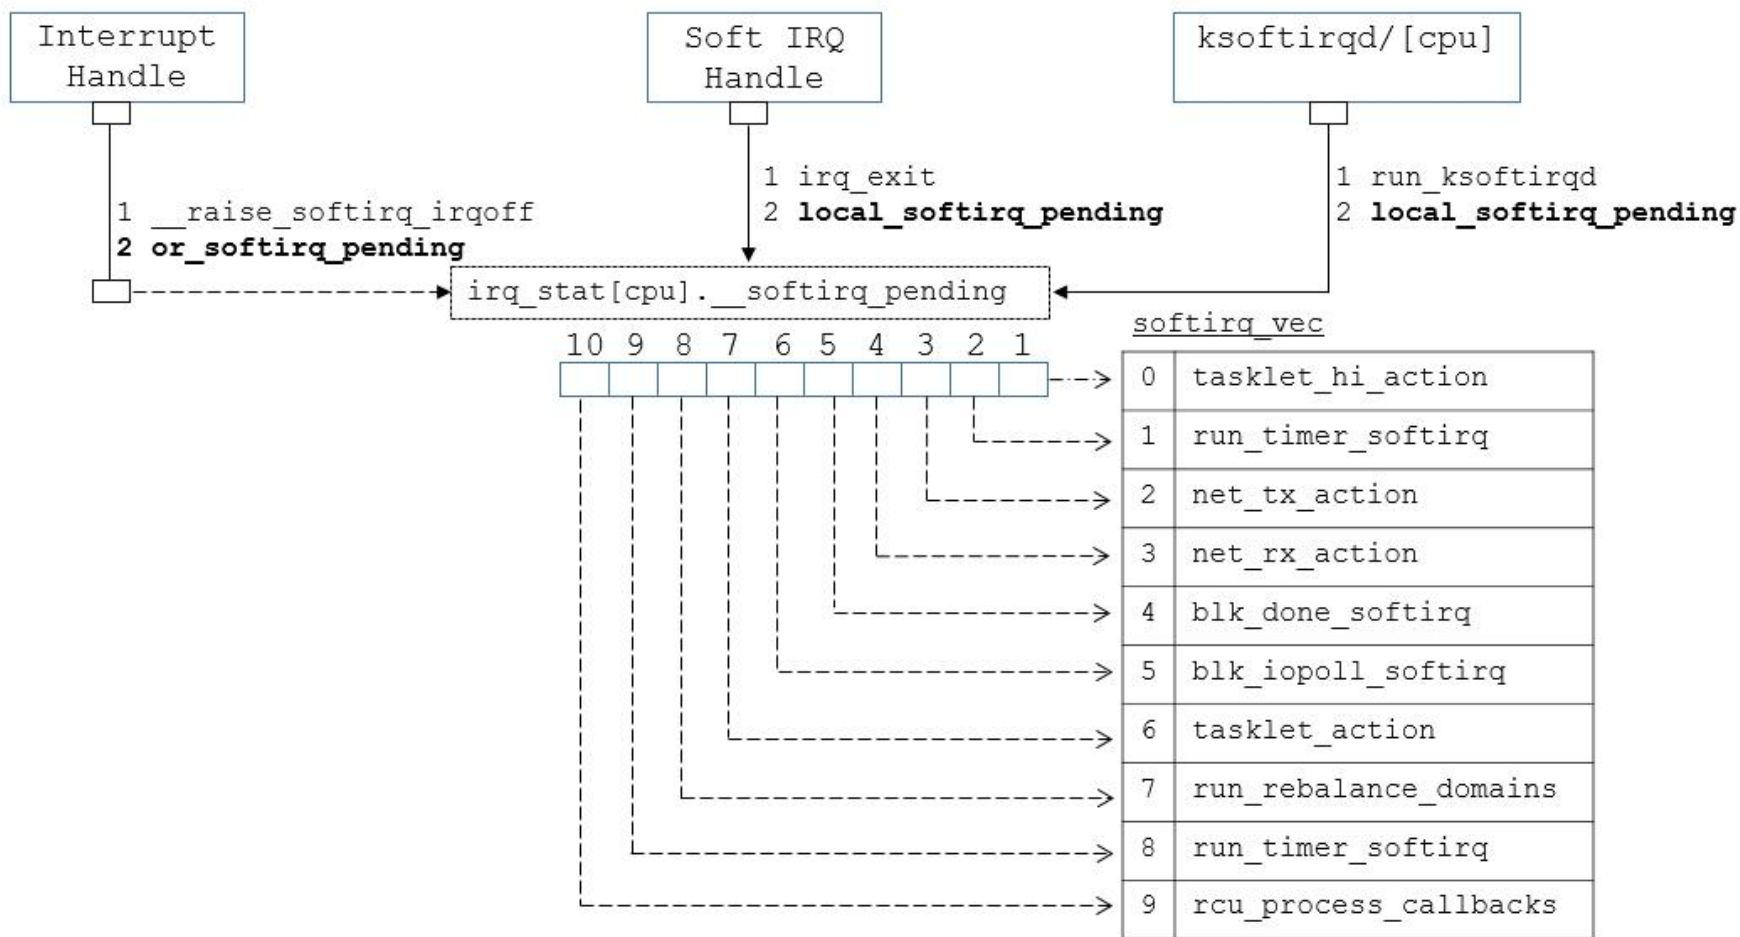 Interrupt
Handle
Soft IRQ
Handle
ksoftirqd/[cpu]
1 __raise_softirq_irqoff
2 or_softirq_pending
1 irq_exit
2 local_softirq_pending
1 run_ksoftirqd
2 local_softirq_pending
irq_stat[cpu].__softirq_pending
10 9 8 7 6 5 4 3 2 1
softirq_vec
0 tasklet_hi_action
1 run_timer_softirq
2 net_tx_action
3 net_rx_action
4 blk_done_softirq
5 blk_iopoll_softirq
6 tasklet_action
7 run_rebalance_domains
8 run_timer_softirq
9 rcu_process_callbacks